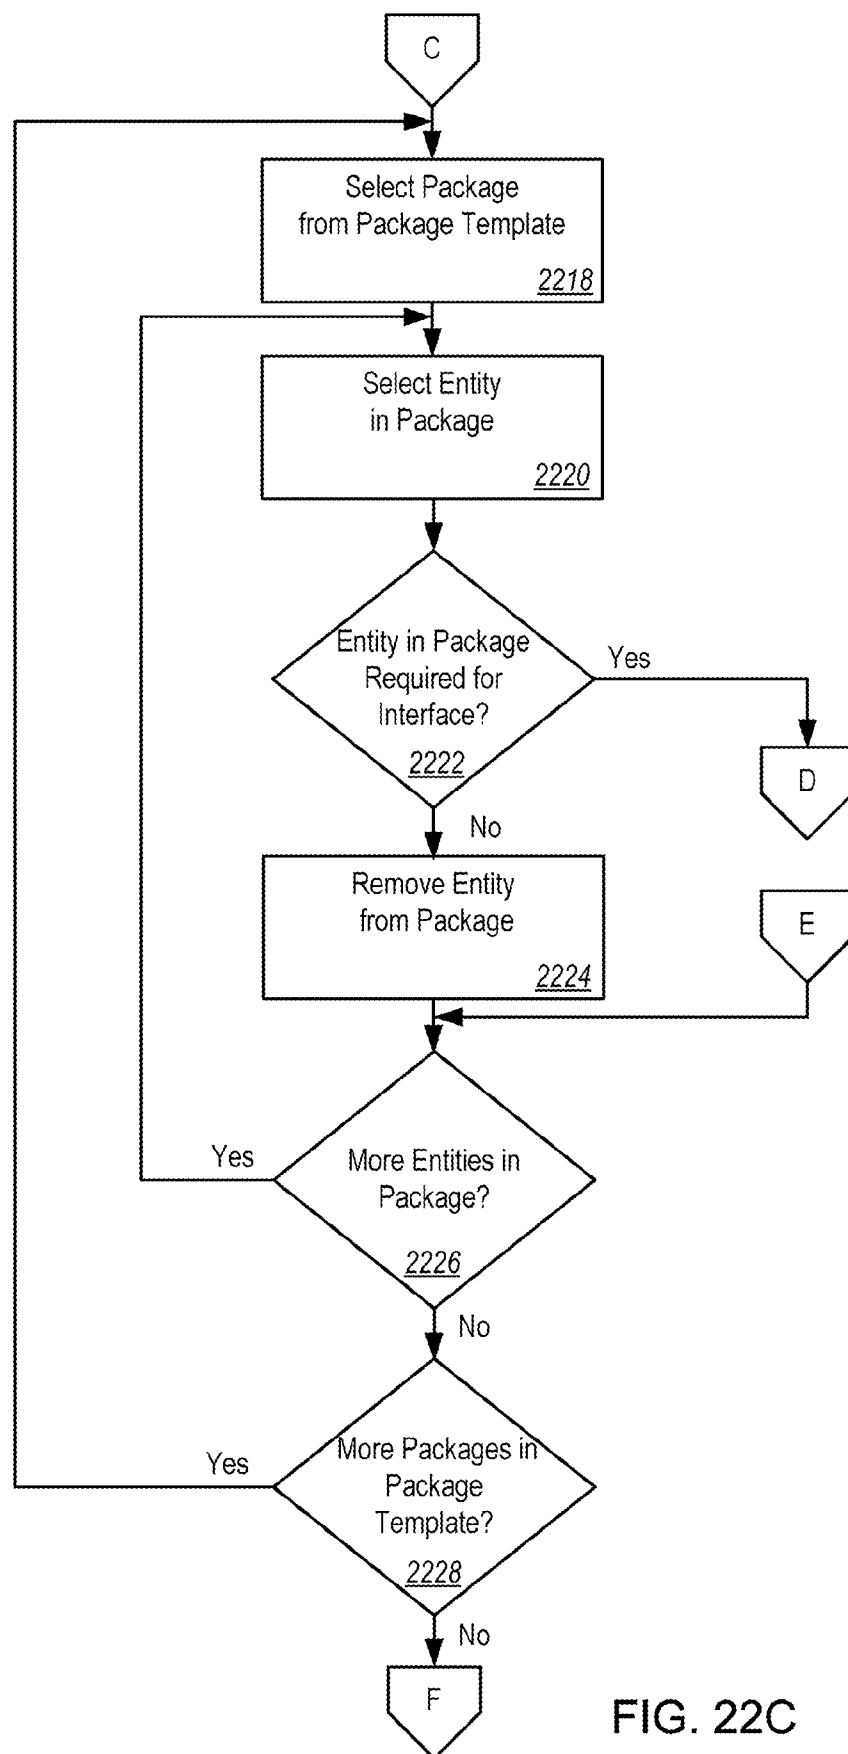 C
Select Package
from Package Template
2218
Select Entity
in Package
2220
Entity in Package
Required for
Interface?
2222
Yes
D
No
Remove Entity
from Package
2224
E
Yes
More Entities in
Package?
2226
No
Yes
More Packages in
Package
Template?
2228
No
F
FIG. 22C